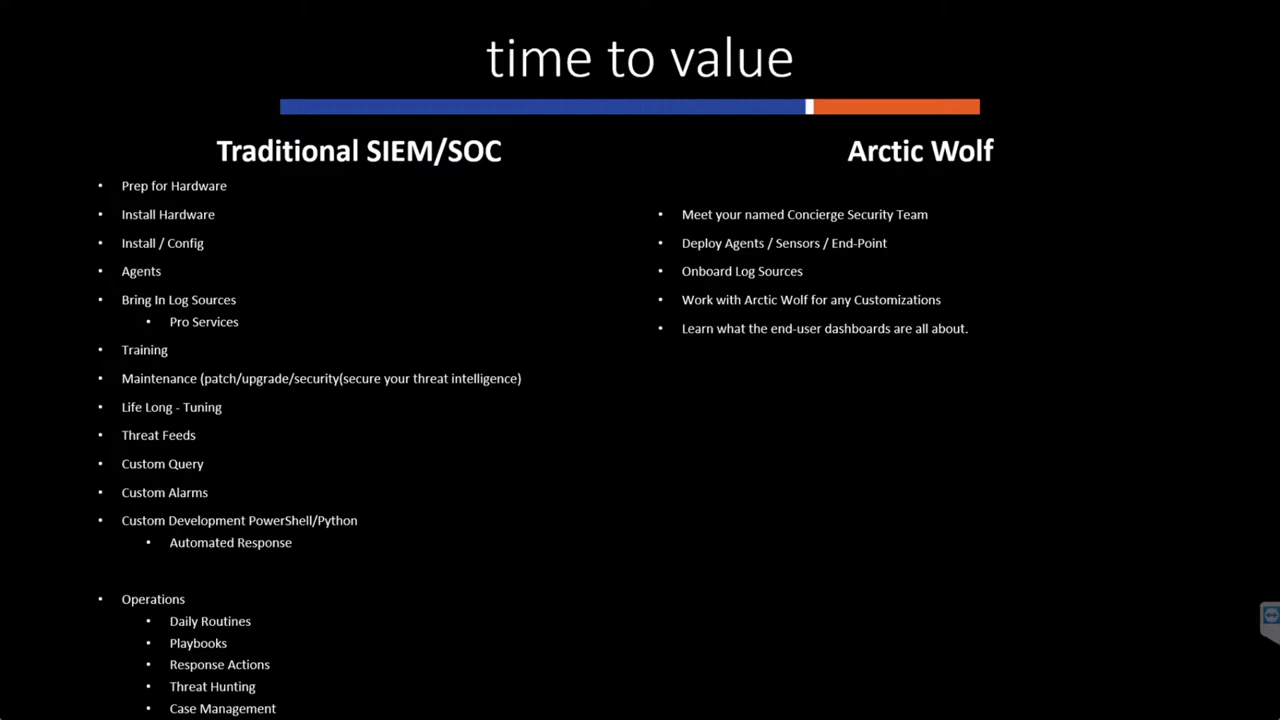 time to value
Traditional SIEM/SOC
Prep for Hardware
Install Hardware
Install / Config
Agents
Bring In Log Sources
Pro Services
Training
Maintenance (patch/upgrade/security(secure your threat intelligence)
Life Long - Tuning
Threat Feeds
Custom Query
Custom Alarms
Custom Development PowerShell/Python
Automated Response
Operations
Daily Routines
Playbooks
Response Actions
Threat Hunting
Case Management
Arctic Wolf
Meet your named Concierge Security Team
Deploy Agents / Sensors / End-Point
Onboard Log Sources
Work with Arctic Wolf for any Customizations
Learn what the end-user dashboards are all about.